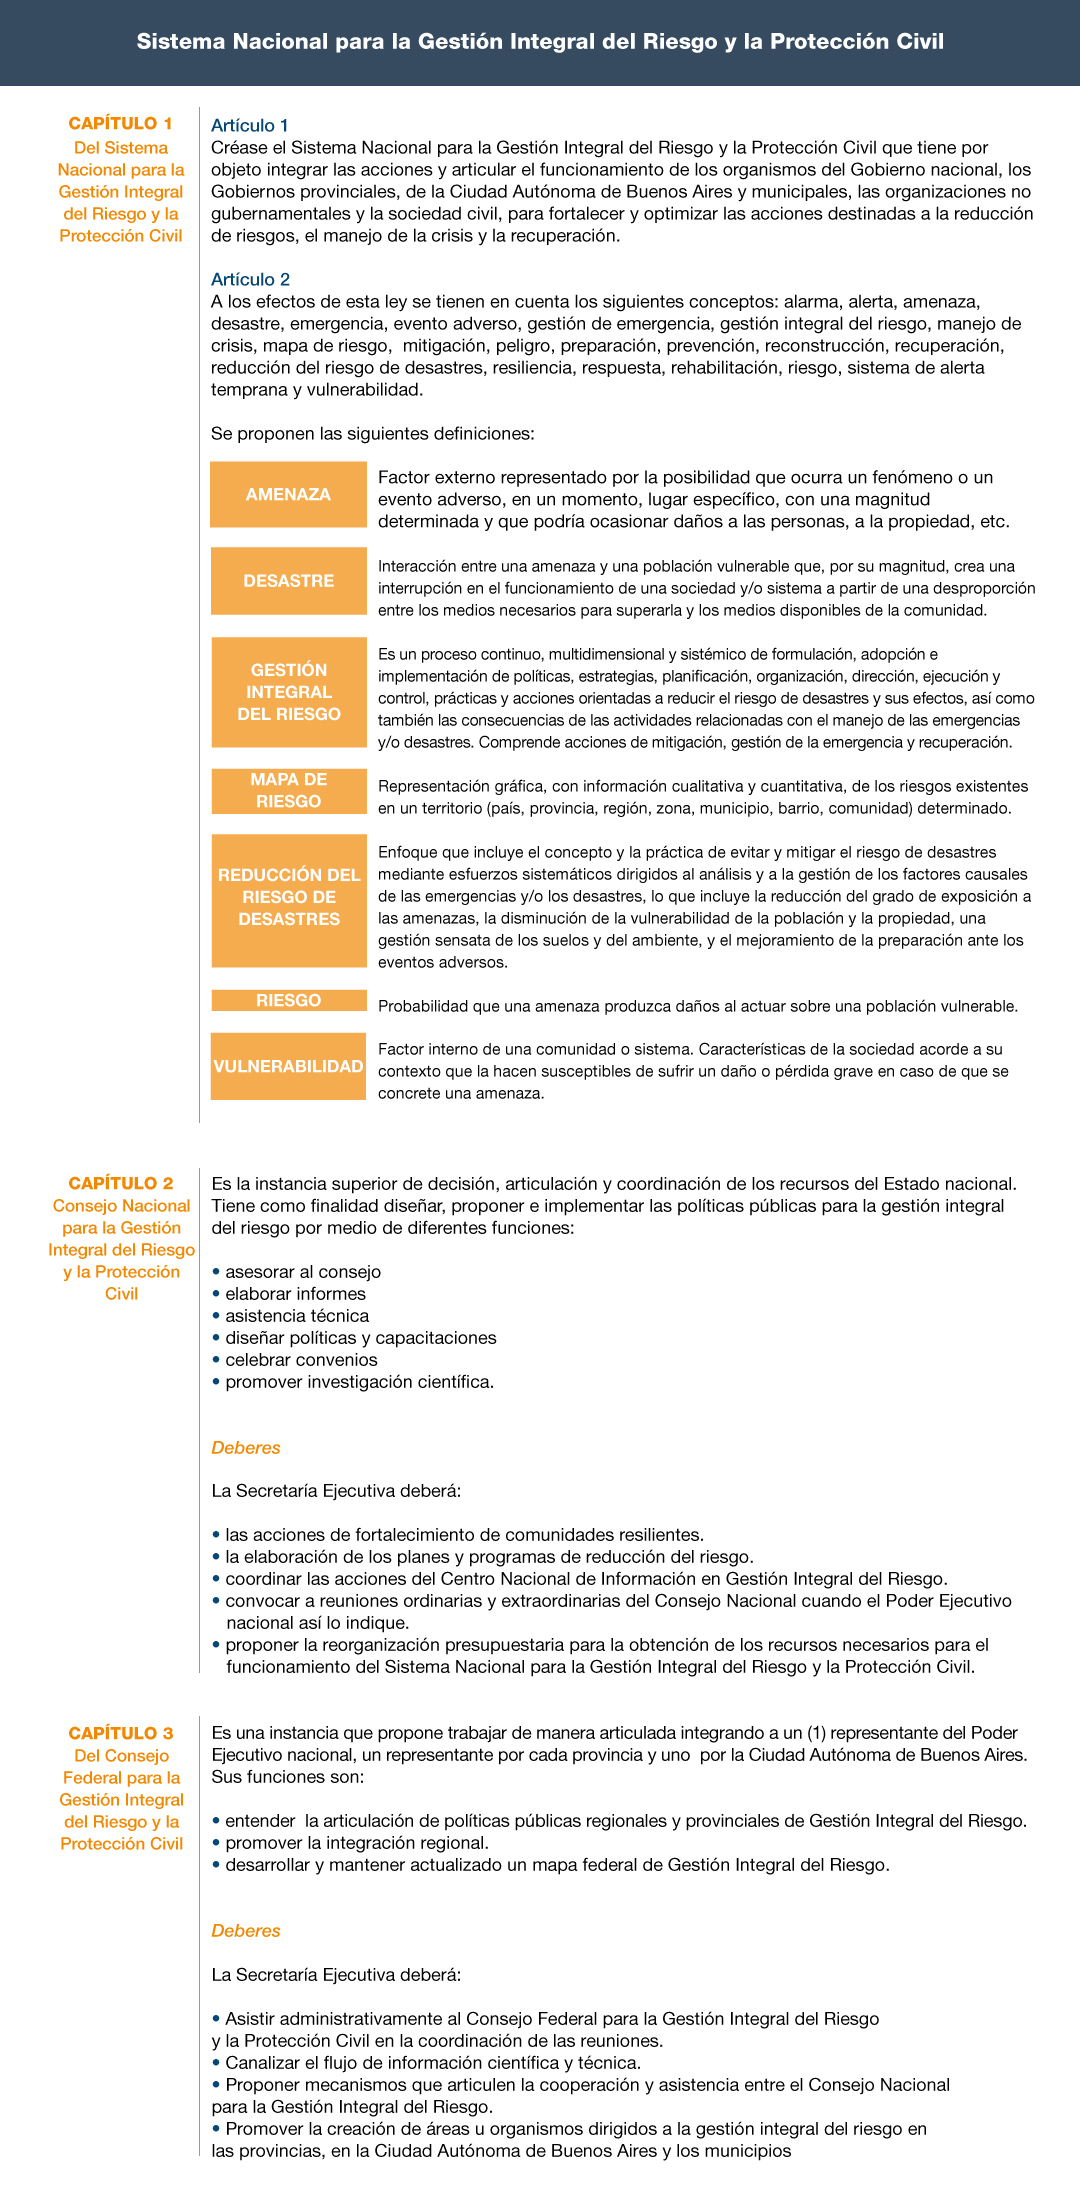 Sistema Nacional para la Gestión Integral del Riesgo y la Protección Civil
CAPÍTULO 1
Del Sistema
Nacional para la
Gestión Integral
del Riesgo y la
Protección Civil
Artículo 1
Créase el Sistema Nacional para la Gestión Integral del Riesgo y la Protección Civil que tiene por
objeto integrar las acciones y articular el funcionamiento de los organismos del Gobierno nacional, los
Gobiernos provinciales, de la Ciudad Autónoma de Buenos Aires y municipales, las organizaciones no
gubernamentales y la sociedad civil, para fortalecer y optimizar las acciones destinadas a la reducción
de riesgos, el manejo de la crisis y la recuperación.
Artículo 2
A los efectos de esta ley se tienen en cuenta los siguientes conceptos: alarma, alerta, amenaza,
desastre, emergencia, evento adverso, gestión de emergencia, gestión integral del riesgo, manejo de
crisis, mapa de riesgo,  mitigación, peligro, preparación, prevención, reconstrucción, recuperación,
reducción del riesgo de desastres, resiliencia, respuesta, rehabilitación, riesgo, sistema de alerta
temprana y vulnerabilidad.
Se proponen las siguientes definiciones:
AMENAZA
Factor externo representado por la posibilidad que ocurra un fenómeno o un
evento adverso, en un momento, lugar específico, con una magnitud
determinada y que podría ocasionar daños a las personas, a la propiedad, etc.
DESASTRE
Interacción entre una amenaza y una población vulnerable que, por su magnitud, crea una
interrupción en el funcionamiento de una sociedad y/o sistema a partir de una desproporción
entre los medios necesarios para superarla y los medios disponibles de la comunidad.
GESTIÓN
INTEGRAL
DEL RIESGO
Es un proceso continuo, multidimensional y sistémico de formulación, adopción e
implementación de políticas, estrategias, planificación, organización, dirección, ejecución y
control, prácticas y acciones orientadas a reducir el riesgo de desastres y sus efectos, así como
también las consecuencias de las actividades relacionadas con el manejo de las emergencias
y/o desastres. Comprende acciones de mitigación, gestión de la emergencia y recuperación.
MAPA DE
RIESGO
Representación gráfica, con información cualitativa y cuantitativa, de los riesgos existentes
en un territorio (país, provincia, región, zona, municipio, barrio, comunidad) determinado.
REDUCCIÓN DEL
RIESGO DE
DESASTRES
Enfoque que incluye el concepto y la práctica de evitar y mitigar el riesgo de desastres
mediante esfuerzos sistemáticos dirigidos al análisis y a la gestión de los factores causales
de las emergencias y/o los desastres, lo que incluye la reducción del grado de exposición a
las amenazas, la disminución de la vulnerabilidad de la población y la propiedad, una
gestión sensata de los suelos y del ambiente, y el mejoramiento de la preparación ante los
eventos adversos.
RIESGO
Probabilidad que una amenaza produzca daños al actuar sobre una población vulnerable.
VULNERABILIDAD
Factor interno de una comunidad o sistema. Características de la sociedad acorde a su
contexto que la hacen susceptibles de sufrir un daño o pérdida grave en caso de que se
concrete una amenaza.
CAPÍTULO 2
Consejo Nacional
para la Gestión
Integral del Riesgo
y la Protección
Civil
Es la instancia superior de decisión, articulación y coordinación de los recursos del Estado nacional.
Tiene como finalidad diseñar, proponer e implementar las políticas públicas para la gestión integral
del riesgo por medio de diferentes funciones:
• asesorar al consejo
• elaborar informes
• asistencia técnica
• diseñar políticas y capacitaciones
• celebrar convenios
• promover investigación científica.
Deberes
La Secretaría Ejecutiva deberá:
• las acciones de fortalecimiento de comunidades resilientes.
• la elaboración de los planes y programas de reducción del riesgo.
• coordinar las acciones del Centro Nacional de Información en Gestión Integral del Riesgo.
• convocar a reuniones ordinarias y extraordinarias del Consejo Nacional cuando el Poder Ejecutivo
nacional así lo indique.
• proponer la reorganización presupuestaria para la obtención de los recursos necesarios para el
funcionamiento del Sistema Nacional para la Gestión Integral del Riesgo y la Protección Civil.
CAPÍTULO 3
Del Consejo
Federal para la
Gestión Integral
del Riesgo y la
Protección Civil
Es una instancia que propone trabajar de manera articulada integrando a un (1) representante del Poder
Ejecutivo nacional, un representante por cada provincia y uno  por la Ciudad Autónoma de Buenos Aires.
Sus funciones son:
• entender  la articulación de políticas públicas regionales y provinciales de Gestión Integral del Riesgo.
• promover la integración regional.
• desarrollar y mantener actualizado un mapa federal de Gestión Integral del Riesgo.
Deberes
La Secretaría Ejecutiva deberá:
• Asistir administrativamente al Consejo Federal para la Gestión Integral del Riesgo
y la Protección Civil en la coordinación de las reuniones.
• Canalizar el flujo de información científica y técnica.
• Proponer mecanismos que articulen la cooperación y asistencia entre el Consejo Nacional
para la Gestión Integral del Riesgo.
• Promover la creación de áreas u organismos dirigidos a la gestión integral del riesgo en
las provincias, en la Ciudad Autónoma de Buenos Aires y los municipios